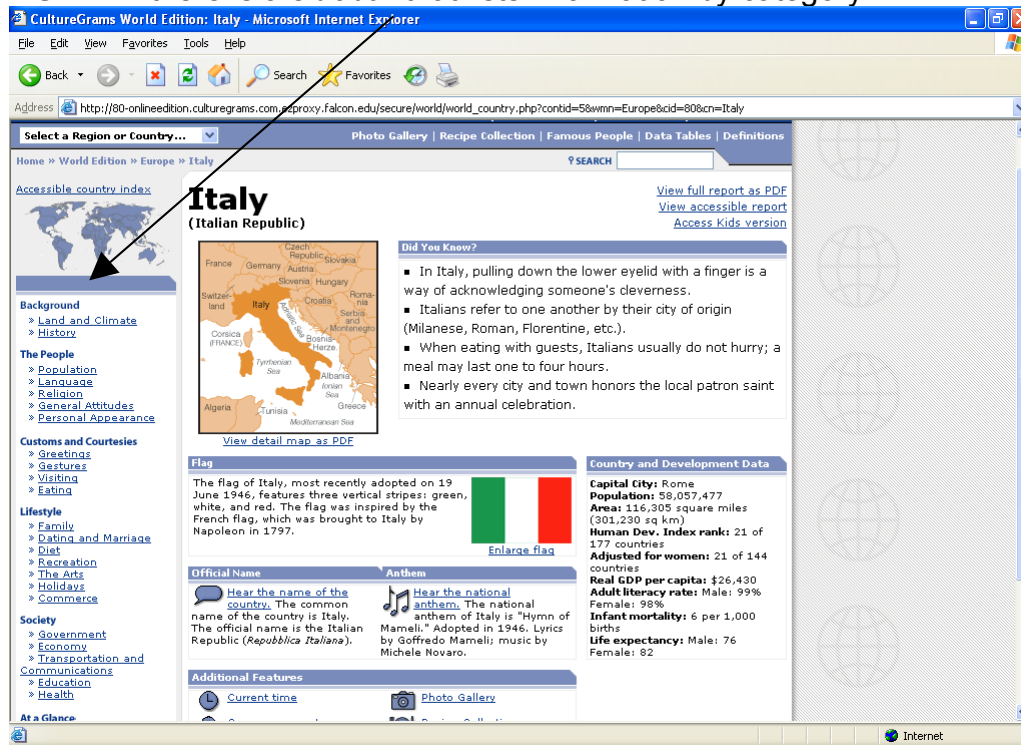 CultureGrams World Edition: Italy - Microsoft Internet Explorer
File Edit View Favorites Tools Help
Back Search Favorites
Address http://80-onlineedition.culturegrams.com.ezproxy.falcon.edu/secure/world/world_country.php?contid=5&wmn=Europe&cid=80&cn=Italy
Select a Region or Country...
Photo Gallery | Recipe Collection | Famous People | Data Tables | Definitions
Home » World Edition » Europe » Italy
SEARCH
Accessible country index
Background
» Land and Climate
» History
The People
» Population
» Language
» Religion
» General Attitudes
» Personal Appearance
Customs and Courtesies
» Greetings
» Gestures
» Visiting
» Eating
Lifestyle
» Family
» Dating and Marriage
» Diet
» Recreation
» The Arts
» Holidays
» Commerce
Society
» Government
» Economy
» Transportation and
Communications
» Education
» Health
At a Glance
Italy
(Italian Republic)
View full report as PDF
View accessible report
Access Kids version
Czech
Republic
Slovakia
France
Germany
Austria
Slovenia
Hungary
Switzer-
land
Italy
Croatia
Roma-
nia
Serbia
and
Montenegro
Adriatic Sea
Bosnia-
Herze.
Corsica
(FRANCE)
Tyrrhenian
Sea
Albania
Ionian
Sea
Greece
Algeria
Tunisia
Mediterranean Sea
View detail map as PDF
Did You Know?
▪ In Italy, pulling down the lower eyelid with a finger is a
way of acknowledging someone's cleverness.
▪ Italians refer to one another by their city of origin
(Milanese, Roman, Florentine, etc.).
▪ When eating with guests, Italians usually do not hurry; a
meal may last one to four hours.
▪ Nearly every city and town honors the local patron saint
with an annual celebration.
Flag
The flag of Italy, most recently adopted on 19
June 1946, features three vertical stripes: green,
white, and red. The flag was inspired by the
French flag, which was brought to Italy by
Napoleon in 1797.
Enlarge flag
Official Name
Hear the name of the
country. The common
name of the country is Italy.
The official name is the Italian
Republic (Repubblica Italiana).
Anthem
Hear the national
anthem. The national
anthem of Italy is "Hymn of
Mameli." Adopted in 1946. Lyrics
by Goffredo Mameli; music by
Michele Novaro.
Country and Development Data
Capital City: Rome
Population: 58,057,477
Area: 116,305 square miles
(301,230 sq km)
Human Dev. Index rank: 21 of
177 countries
Adjusted for women: 21 of 144
countries
Real GDP per capita: $26,430
Adult literacy rate: Male: 99%
Female: 98%
Infant mortality: 6 per 1,000
births
Life expectancy: Male: 76
Female: 82
Additional Features
Current time
Photo Gallery
Internet